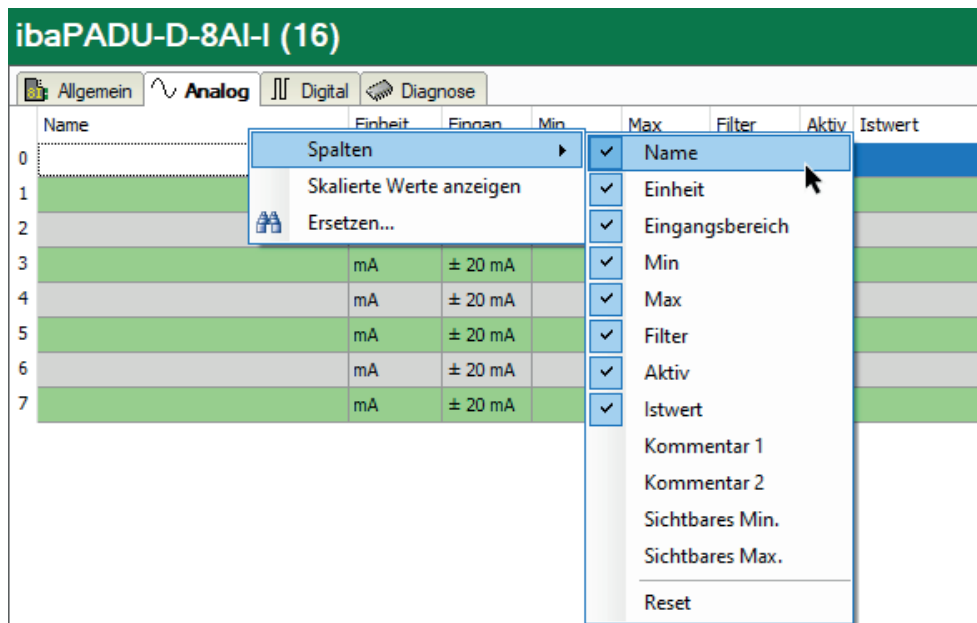 ibaPADU-D-8AI-I (16)
Allgemein Analog Digital Diagnose
Name Einheit Eingan Min Max Filter Aktiv Istwert
0
1
2
3 mA ± 20 mA
4 mA ± 20 mA
5 mA ± 20 mA
6 mA ± 20 mA
7 mA ± 20 mA
Spalten
Skalierte Werte anzeigen
Ersetzen...
Name
Einheit
Eingangsbereich
Min
Max
Filter
Aktiv
Istwert
Kommentar 1
Kommentar 2
Sichtbares Min.
Sichtbares Max.
Reset